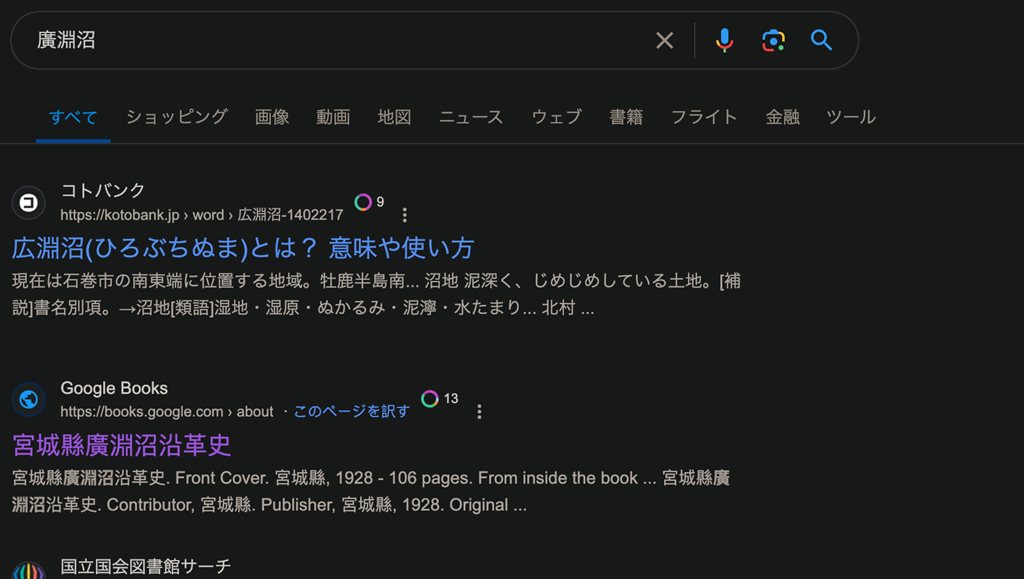 廣淵沼
すべて ショッピング 画像 動画 地図 ニュース ウェブ 書籍 フライト 金融 ツール
コトバンク
https://kotobank.jp › word › 広淵沼-1402217 9
広淵沼(ひろぶちぬま)とは？ 意味や使い方
現在は石巻市の南東端に位置する地域。牡鹿半島南... 沼地 泥深く、じめじめしている土地。[補
説]書名別項。→沼地[類語]湿地・湿原・ぬかるみ・泥濘・水たまり... 北村 ...
Google Books
https://books.google.com › about · このページを訳す 13
宮城縣廣淵沼沿革史
宮城縣廣淵沼沿革史. Front Cover. 宮城縣, 1928 - 106 pages. From inside the book ... 宮城縣廣
淵沼沿革史. Contributor, 宮城縣. Publisher, 宮城縣, 1928. Original ...
国立国会図書館サーチ